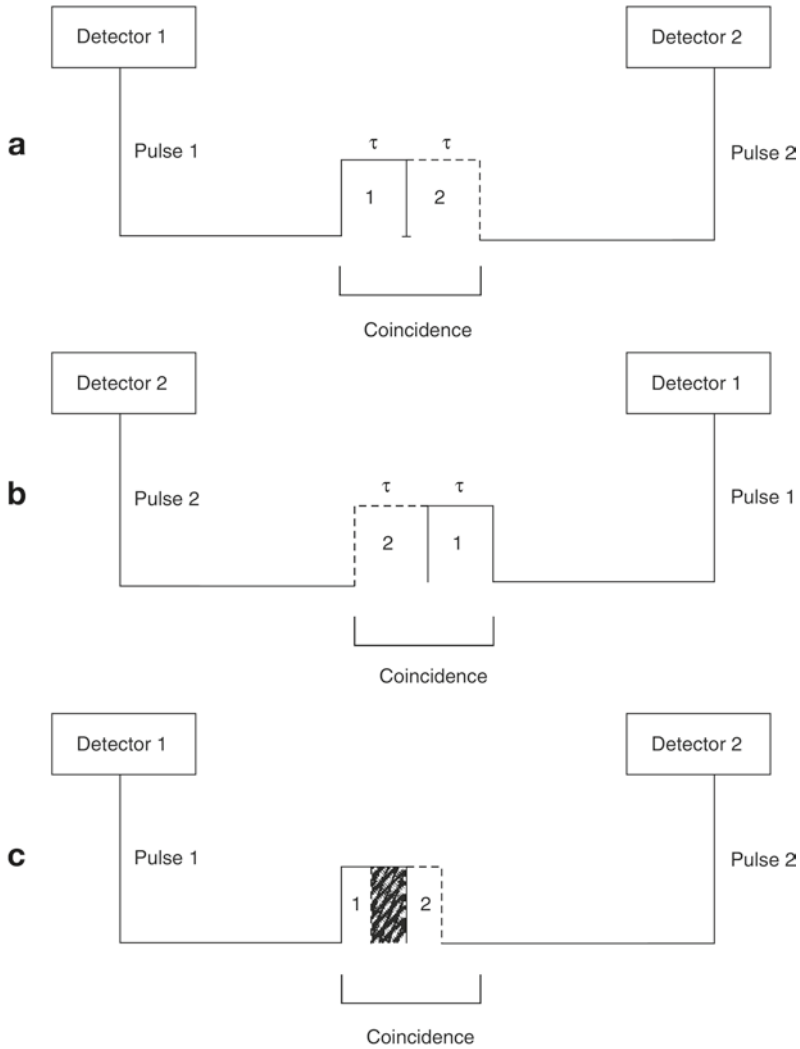 Detector 1
Detector 2
a
Pulse 1
τ
τ
Pulse 2
1
2
Coincidence
Detector 2
Detector 1
b
Pulse 2
τ
τ
Pulse 1
2
1
Coincidence
Detector 1
Detector 2
c
Pulse 1
Pulse 2
1
2
Coincidence